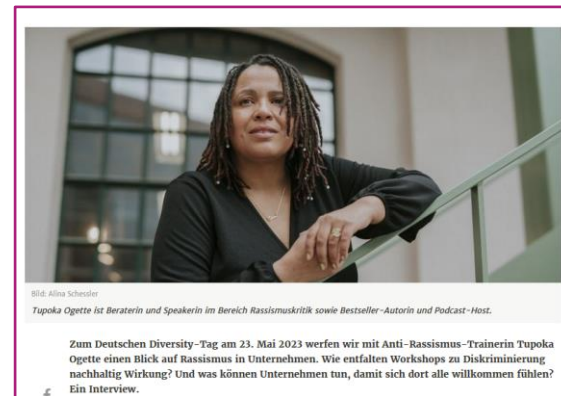 Bild: Alina Schessler
Tupoka Ogette ist Beraterin und Speakerin im Bereich Rassismuskritik sowie Bestseller-Autorin und Podcast-Host.
Zum Deutschen Diversity-Tag am 23. Mai 2023 werfen wir mit Anti-Rassismus-Trainerin Tupoka
Ogette einen Blick auf Rassismus in Unternehmen. Wie entfalten Workshops zu Diskriminierung
nachhaltig Wirkung? Und was können Unternehmen tun, damit sich dort alle willkommen fühlen?
Ein Interview.